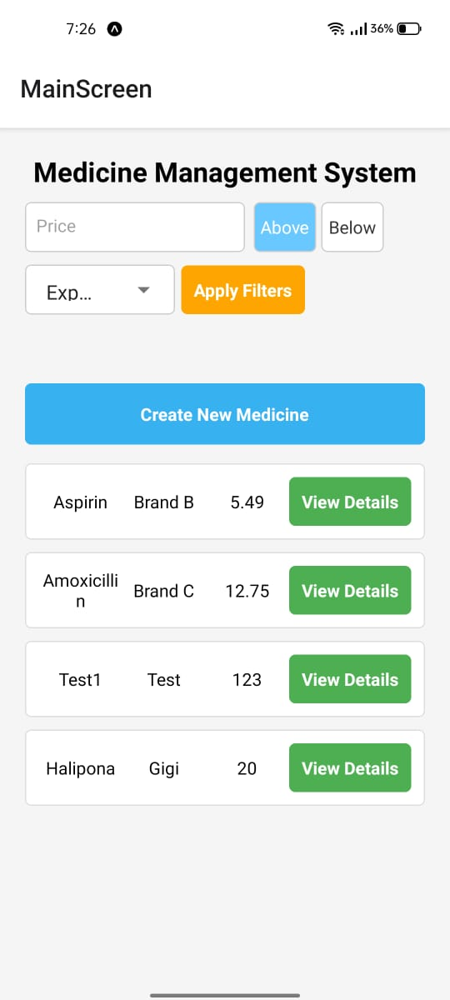 7:26 36%
MainScreen
Medicine Management System
Price Above Below
Exp... Apply Filters
Create New Medicine
Aspirin Brand B 5.49 View Details
Amoxicilli
n Brand C 12.75 View Details
Test1 Test 123 View Details
Halipona Gigi 20 View Details